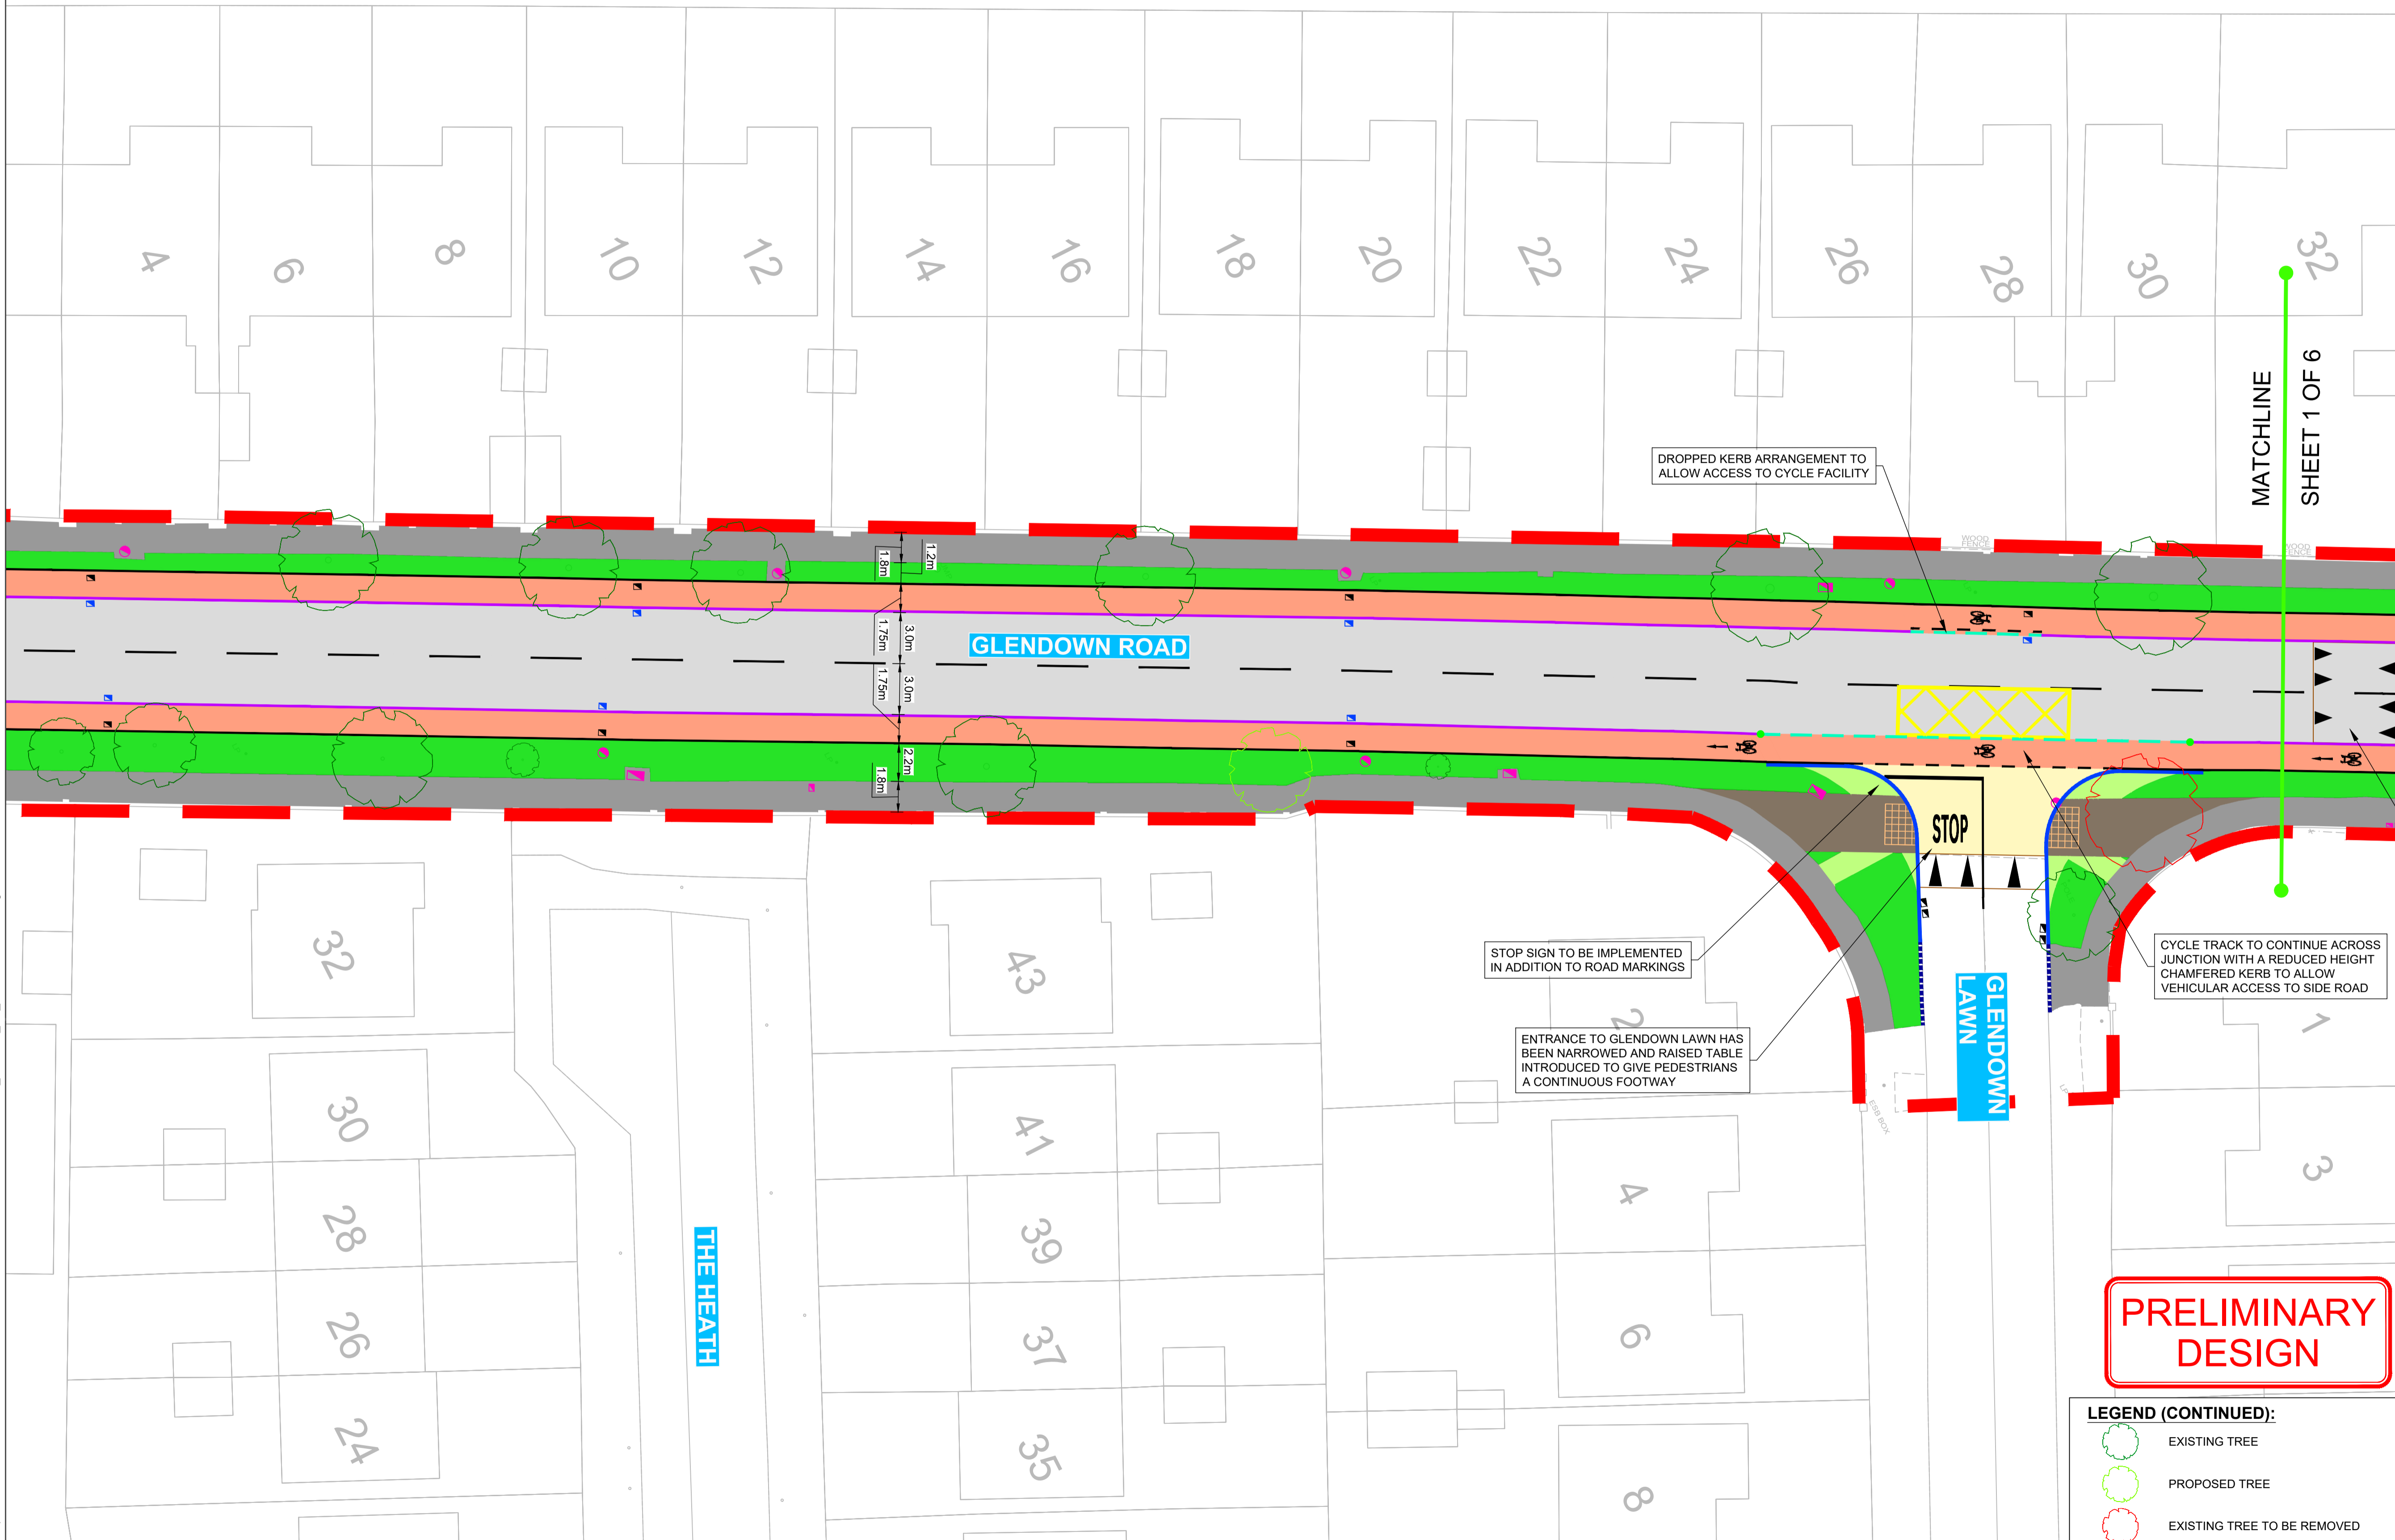 4
6
8
10
12
14
16
18
20
22
24
26
28
30
32
MATCHLINE
SHEET 1 OF 6
DROPPED KERB ARRANGEMENT TO
ALLOW ACCESS TO CYCLE FACILITY
WOOD
FENCE
WOOD
FENCE
1.2m
1.8m
1.75m
3.0m
1.75m
3.0m
2.2m
1.8m
GLENDOWN ROAD
STOP
STOP SIGN TO BE IMPLEMENTED
IN ADDITION TO ROAD MARKINGS
ENTRANCE TO GLENDOWN LAWN HAS
BEEN NARROWED AND RAISED TABLE
INTRODUCED TO GIVE PEDESTRIANS
A CONTINUOUS FOOTWAY
CYCLE TRACK TO CONTINUE ACROSS
JUNCTION WITH A REDUCED HEIGHT
CHAMFERED KERB TO ALLOW
VEHICULAR ACCESS TO SIDE ROAD
GLENDOWN
LAWN
ESB BOX
THE HEATH
32
30
28
26
24
43
41
39
37
35
2
4
6
8
1
3
PRELIMINARY
DESIGN
LEGEND (CONTINUED):
EXISTING TREE
PROPOSED TREE
EXISTING TREE TO BE REMOVED